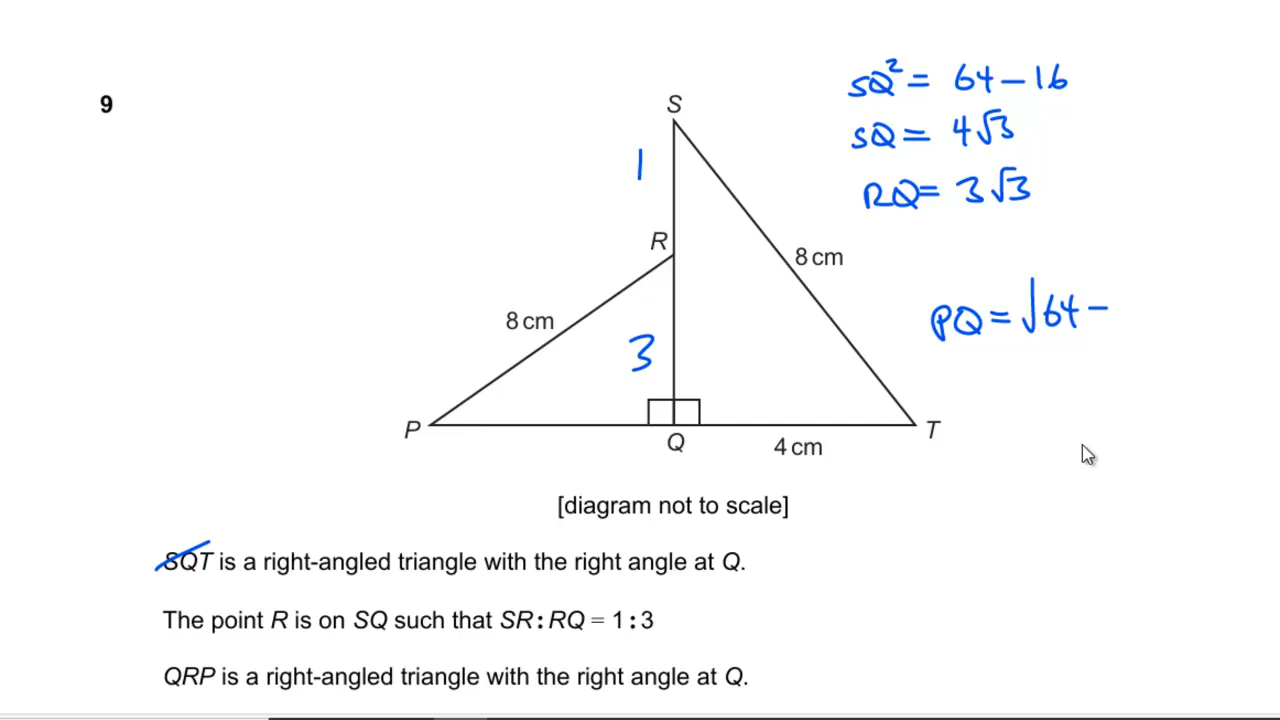 9
SQ² = 64 - 16
SQ = 4√3
RQ = 3√3
S
1
R
8 cm
8 cm
PQ = √64 -
3
P
Q
4 cm
T
[diagram not to scale]
SQT is a right-angled triangle with the right angle at Q.
The point R is on SQ such that SR : RQ = 1 : 3
QRP is a right-angled triangle with the right angle at Q.